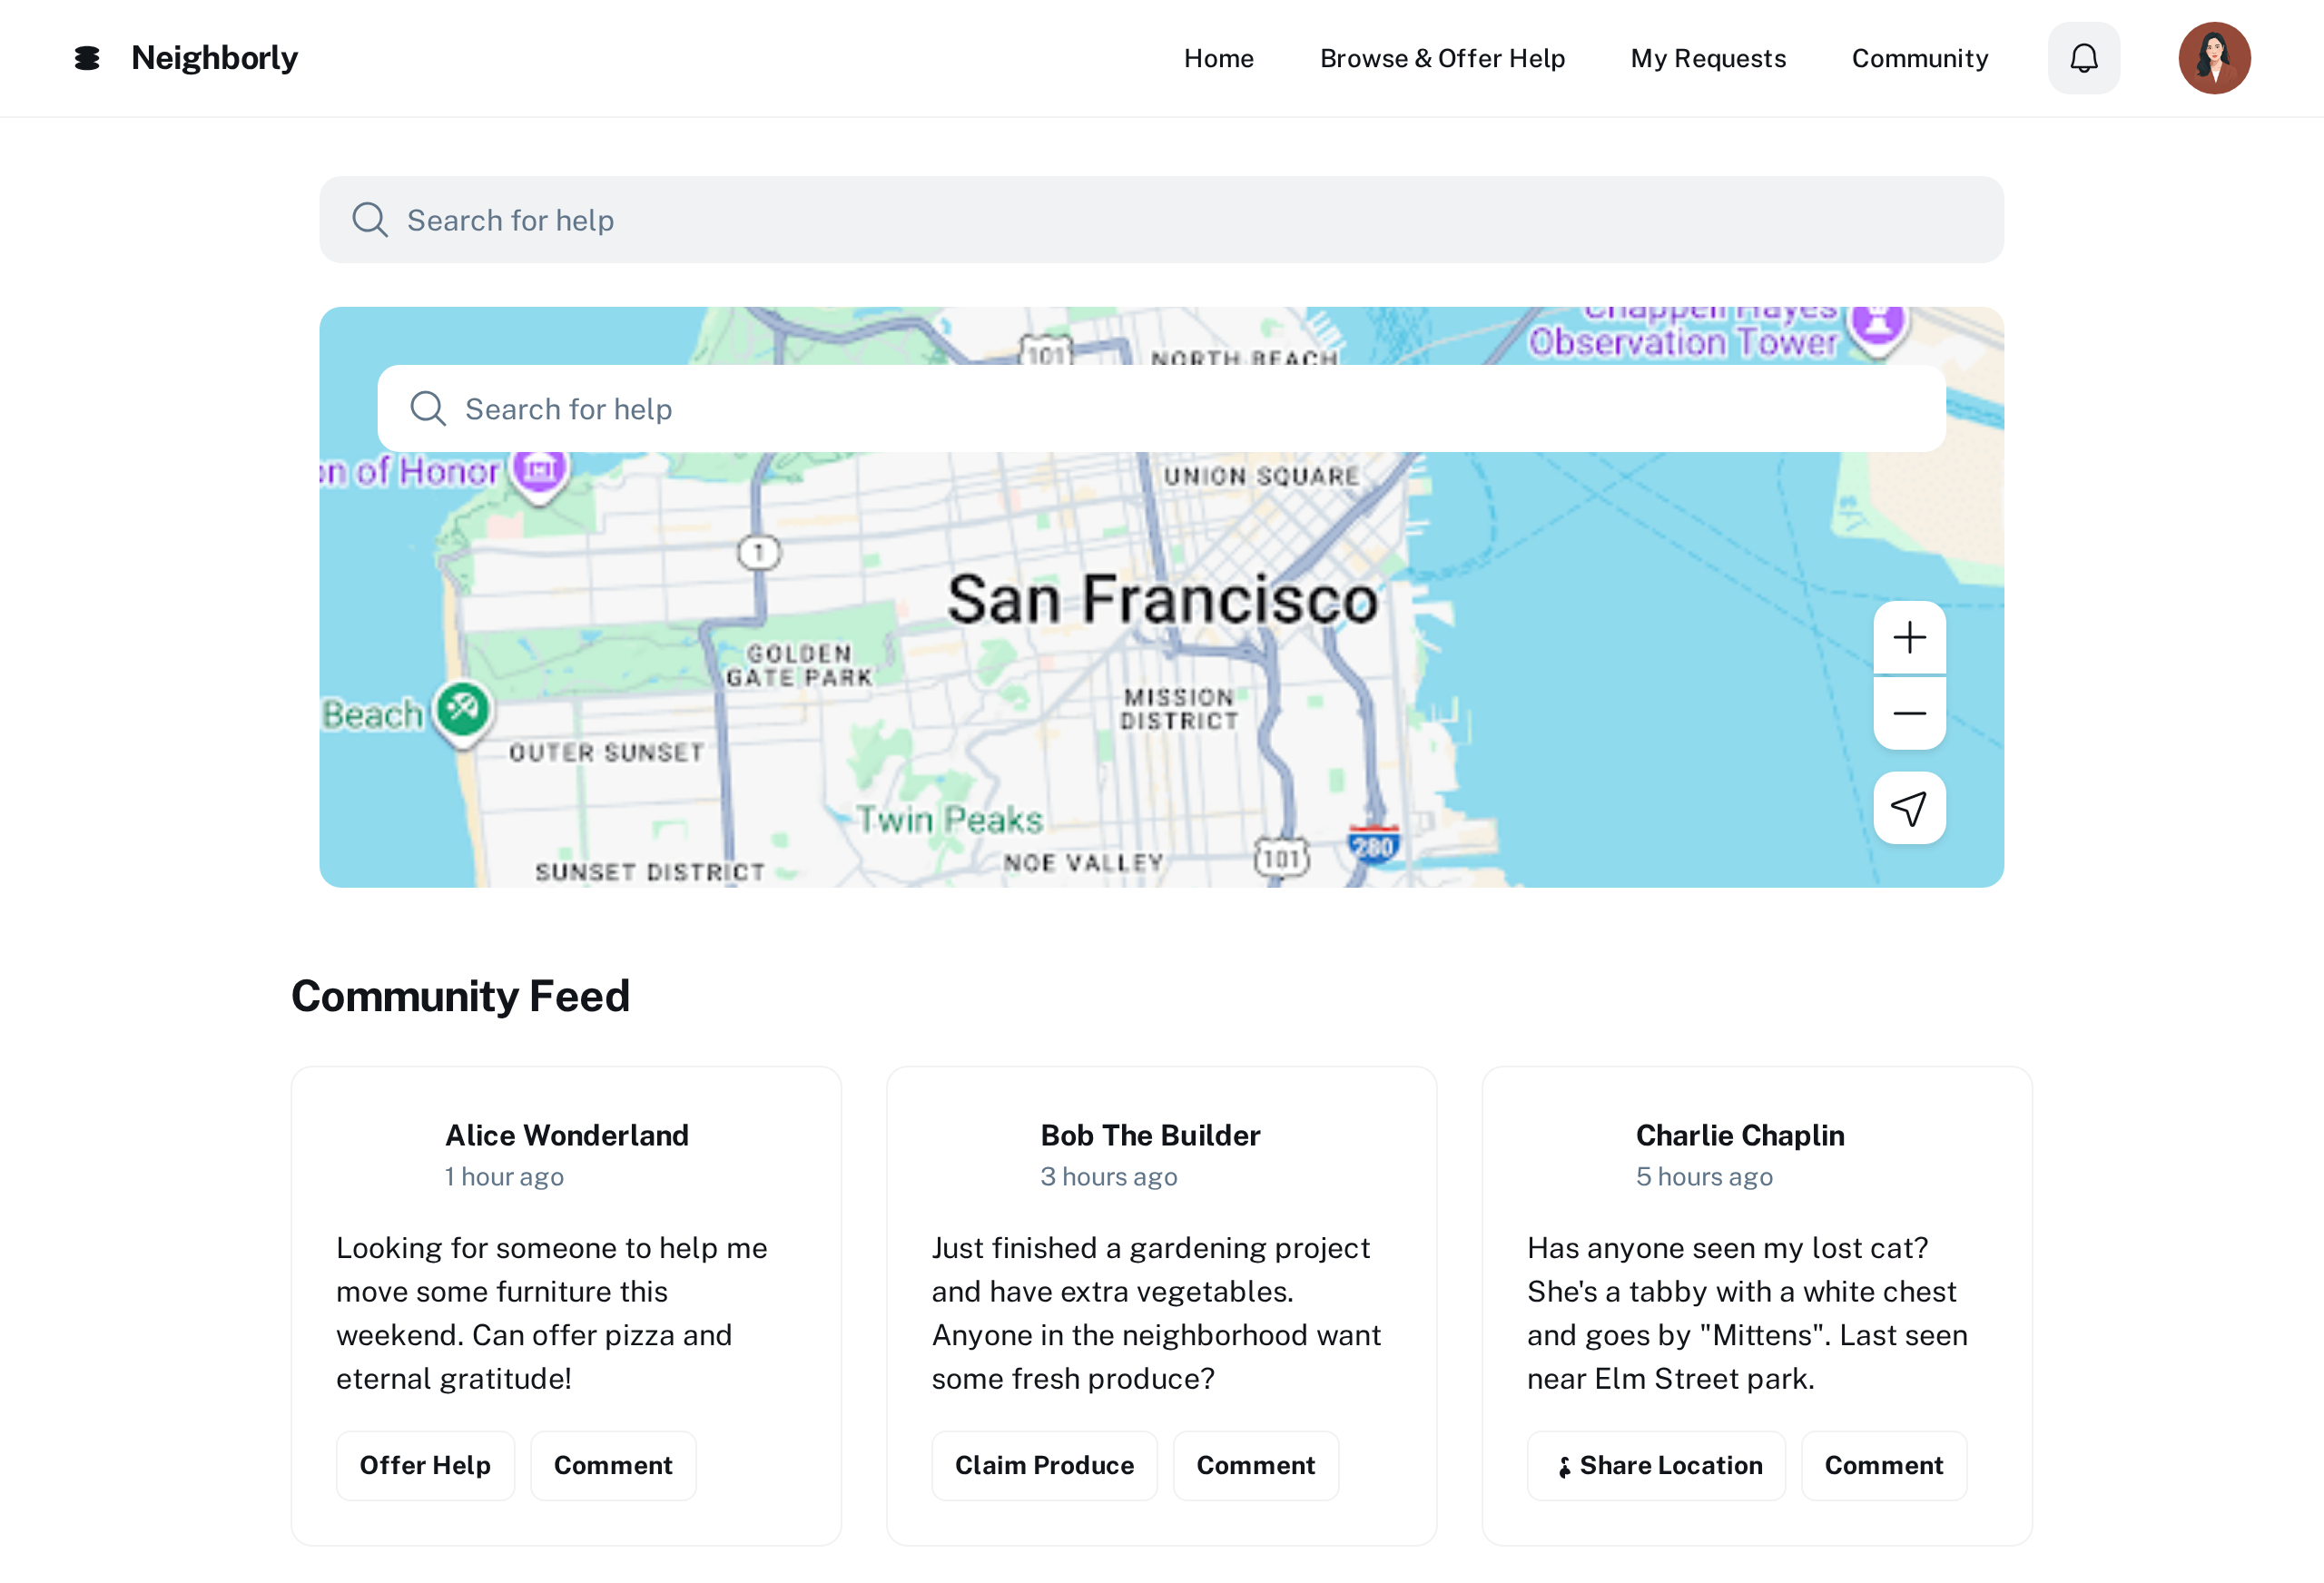 Neighborly
Home
Browse & Offer Help
My Requests
Community
Search for help
Chappell Hayes
Observation Tower
101
NORTH BEACH
Search for help
on of Honor
UNION SQUARE
1
San Francisco
GOLDEN
GATE PARK
MISSION
DISTRICT
Beach
OUTER SUNSET
Twin Peaks
NOE VALLEY
101
280
SUNSET DISTRICT
Community Feed
Alice Wonderland
1 hour ago
Looking for someone to help me
move some furniture this
weekend. Can offer pizza and
eternal gratitude!
Offer Help
Comment
Bob The Builder
3 hours ago
Just finished a gardening project
and have extra vegetables.
Anyone in the neighborhood want
some fresh produce?
Claim Produce
Comment
Charlie Chaplin
5 hours ago
Has anyone seen my lost cat?
She's a tabby with a white chest
and goes by "Mittens". Last seen
near Elm Street park.
Share Location
Comment